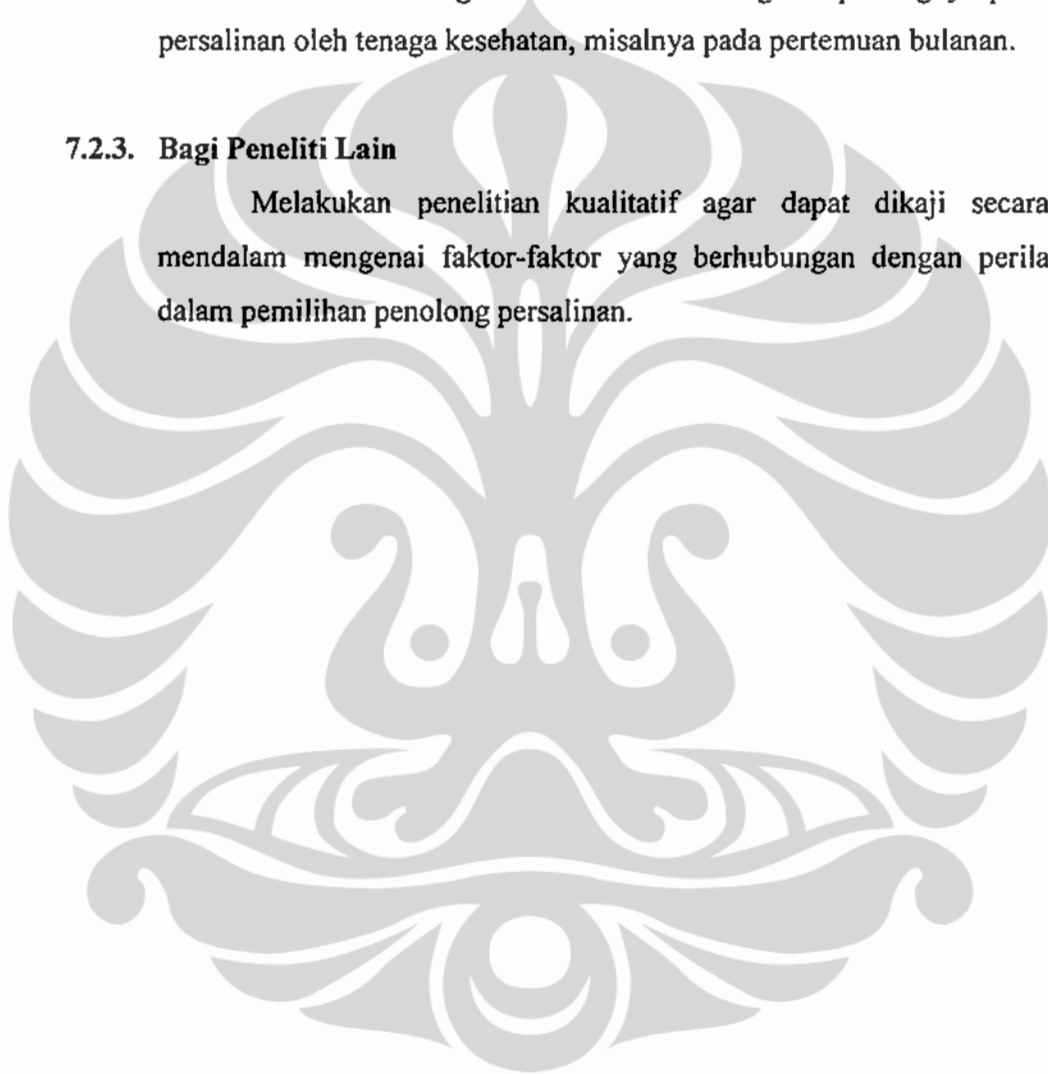 persalinan oleh tenaga kesehatan, misalnya pada pertemuan bulanan.
7.2.3. Bagi Peneliti Lain
Melakukan penelitian kualitatif agar dapat dikaji secara
mendalam mengenai faktor-faktor yang berhubungan dengan perila
dalam pemilihan penolong persalinan.